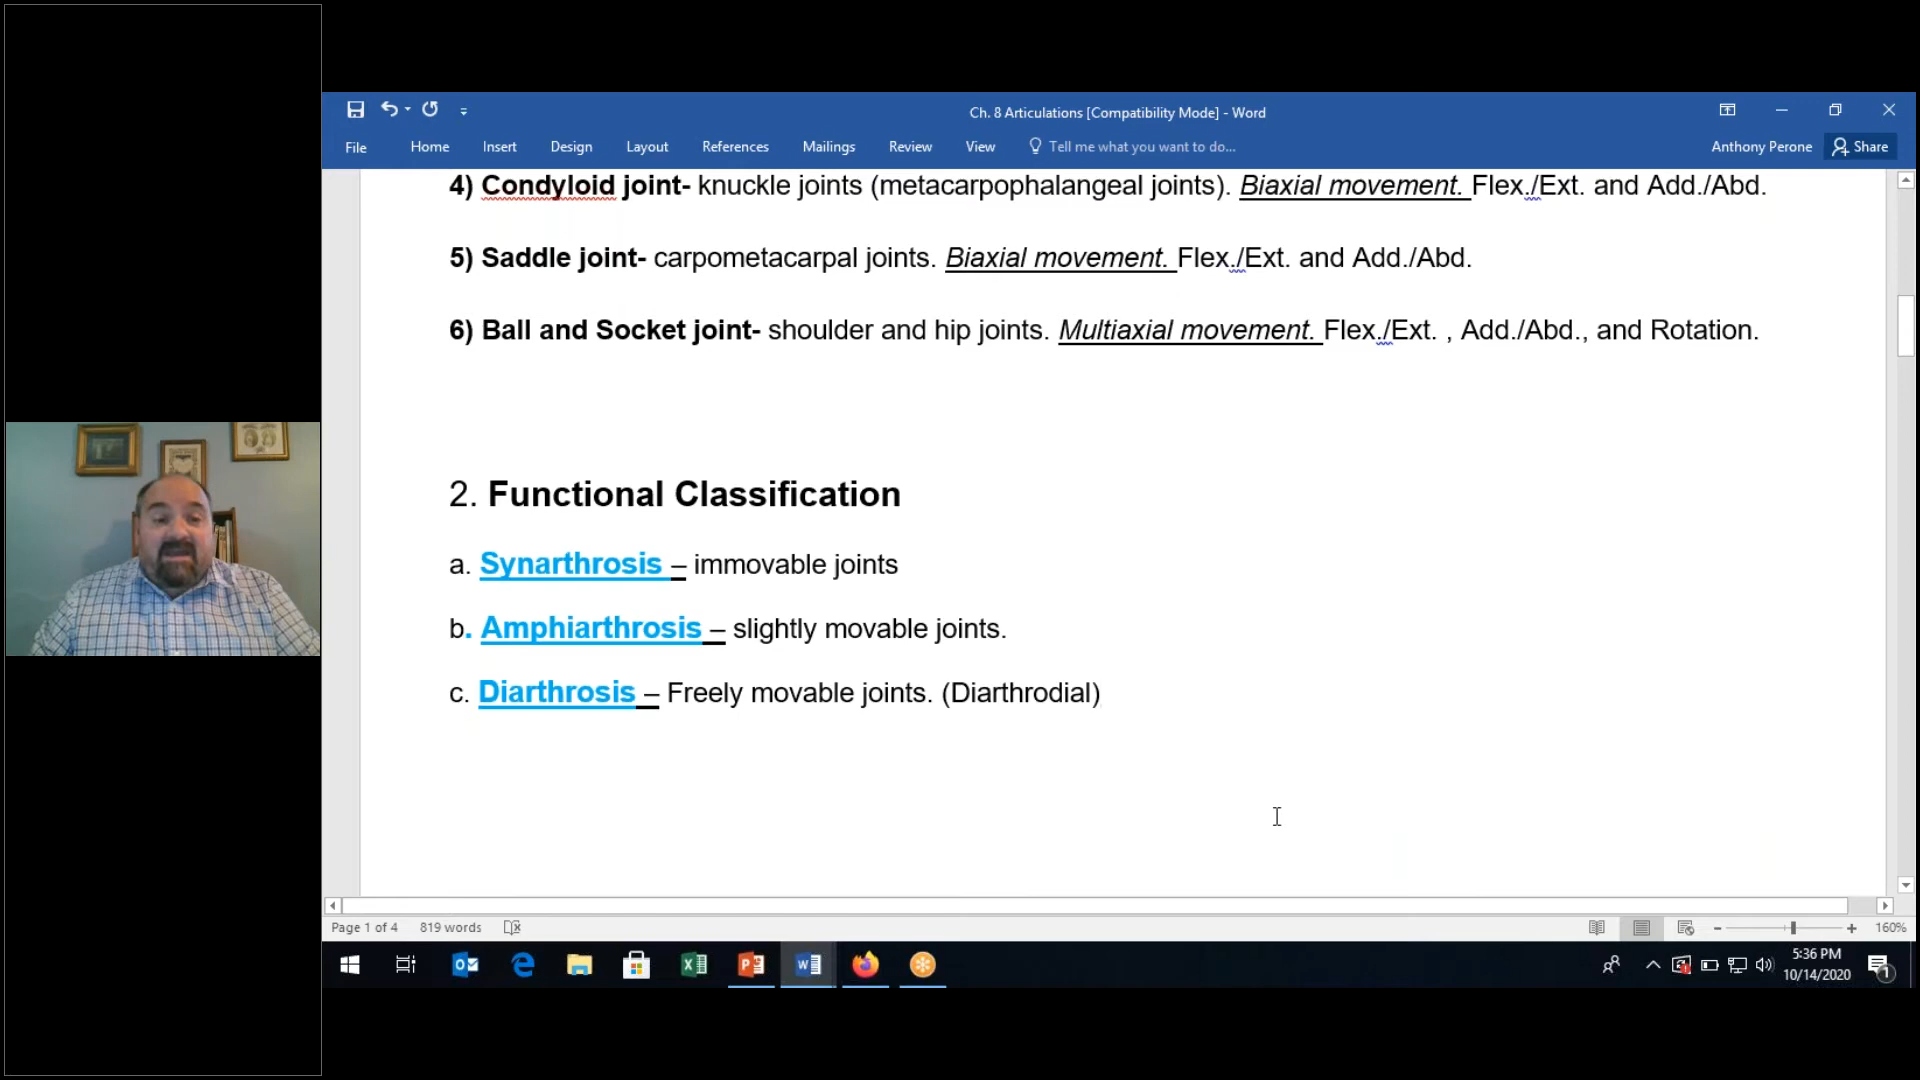 Ch. 8 Articulations [Compatibility Mode] - Word
File Home Insert Design Layout References Mailings Review View Tell me what you want to do... Anthony Perone Share
4) Condyloid joint- knuckle joints (metacarpophalangeal joints). Biaxial movement. Flex./Ext. and Add./Abd.
5) Saddle joint- carpometacarpal joints. Biaxial movement. Flex./Ext. and Add./Abd.
6) Ball and Socket joint- shoulder and hip joints. Multiaxial movement. Flex./Ext. , Add./Abd., and Rotation.
2. Functional Classification
a. Synarthrosis – immovable joints
b. Amphiarthrosis – slightly movable joints.
c. Diarthrosis – Freely movable joints. (Diarthrodial)
Page 1 of 4 819 words 160%
5:36 PM
10/14/2020
1